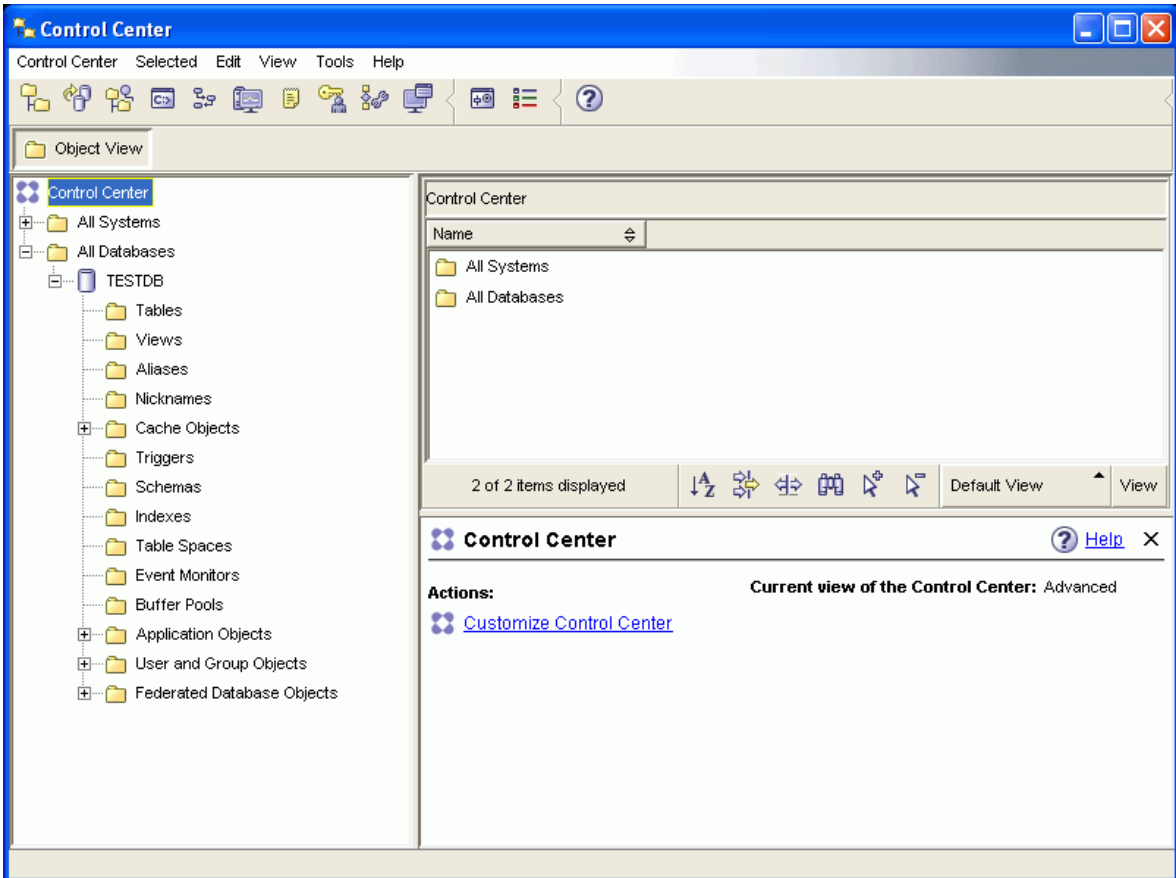 Control Center
Control Center Selected Edit View Tools Help
Object View
Control Center
All Systems
All Databases
TESTDB
Tables
Views
Aliases
Nicknames
Cache Objects
Triggers
Schemas
Indexes
Table Spaces
Event Monitors
Buffer Pools
Application Objects
User and Group Objects
Federated Database Objects
Control Center
Name
All Systems
All Databases
2 of 2 items displayed
Default View
View
Control Center
Help
Actions:
Current view of the Control Center: Advanced
Customize Control Center